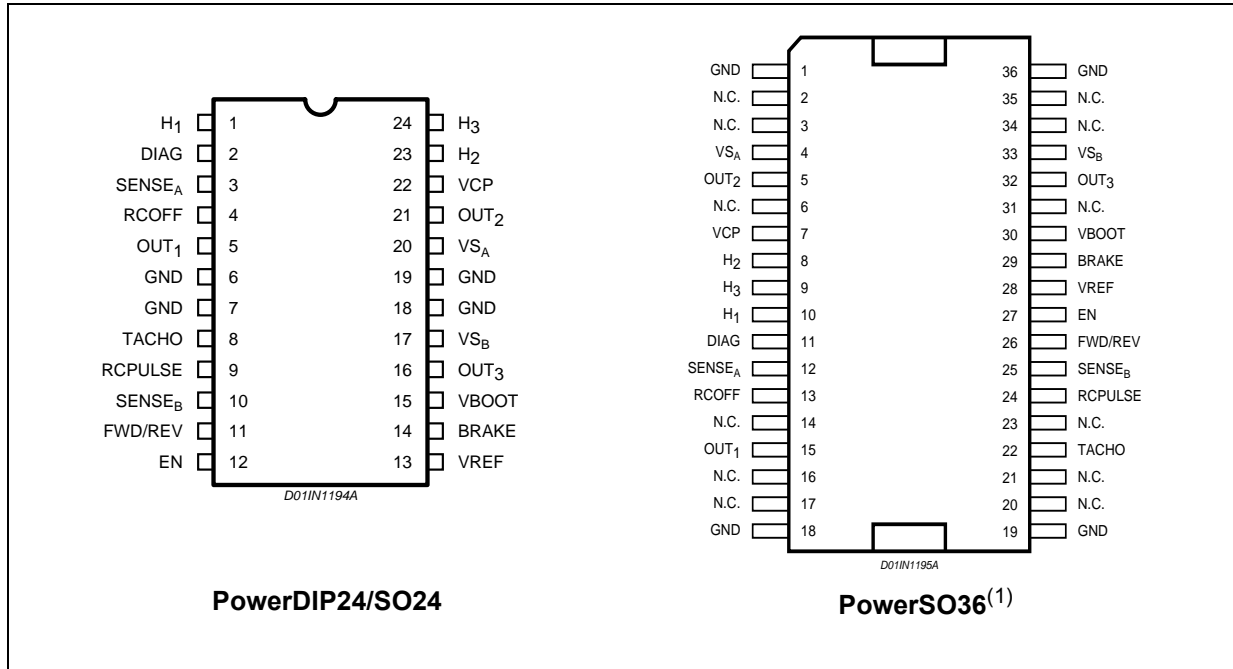 H1 1 24 H3
DIAG 2 23 H2
SENSEA 3 22 VCP
RCOFF 4 21 OUT2
OUT1 5 20 VSA
GND 6 19 GND
GND 7 18 GND
TACHO 8 17 VSB
RCPULSE 9 16 OUT3
SENSEB 10 15 VBOOT
FWD/REV 11 14 BRAKE
EN 12 13 VREF
D01IN1194A
PowerDIP24/SO24
GND 1 36 GND
N.C. 2 35 N.C.
N.C. 3 34 N.C.
VSA 4 33 VSB
OUT2 5 32 OUT3
N.C. 6 31 N.C.
VCP 7 30 VBOOT
H2 8 29 BRAKE
H3 9 28 VREF
H1 10 27 EN
DIAG 11 26 FWD/REV
SENSEA 12 25 SENSEB
RCOFF 13 24 RCPULSE
N.C. 14 23 N.C.
OUT1 15 22 TACHO
N.C. 16 21 N.C.
N.C. 17 20 N.C.
GND 18 19 GND
D01IN1195A
PowerSO36(1)